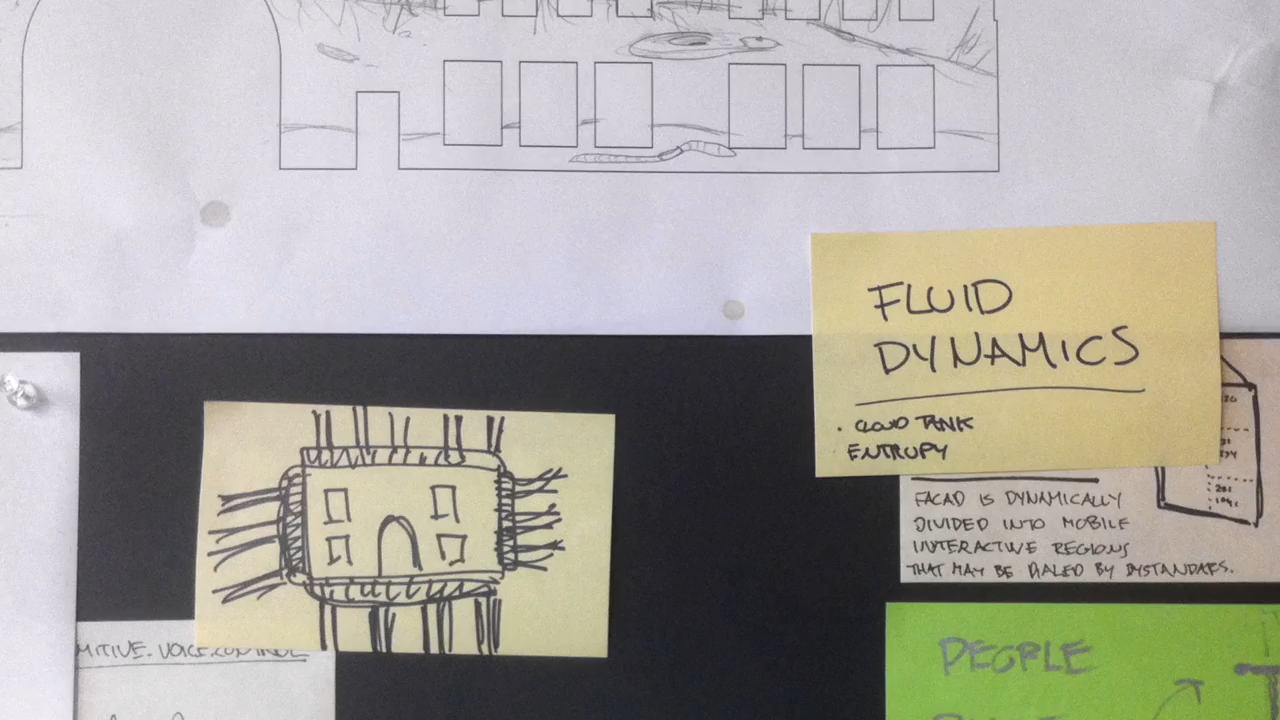 FLUID
DYNAMICS
. CLOUD TANK
ENTROPY
FACAD IS DYNAMICALLY
DIVIDED INTO MOBILE
INTERACTIVE REGIONS
THAT MAY BE DIALED BY BYSTANDARS.
MITIVE.VOICE.CONTROL
PEOPLE